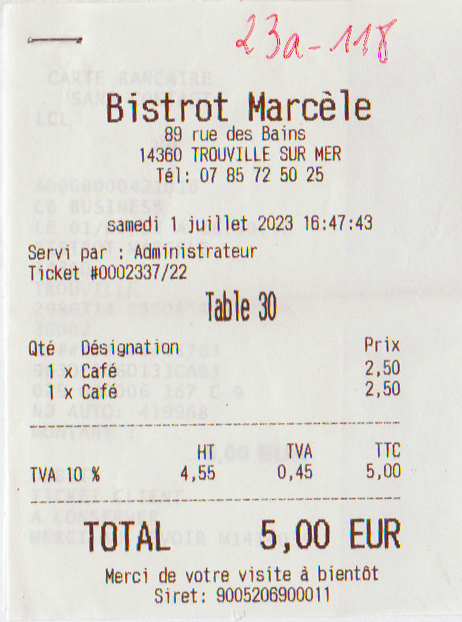 23a-118
Bistrot Marcèle
89 rue des Bains
14360 TROUVILLE SUR MER
Tél: 07 85 72 50 25
samedi 1 juillet 2023 16:47:43
Servi par : Administrateur
Ticket #0002337/22
Table 30
Qté Désignation Prix
1 x Café 2,50
1 x Café 2,50
HT TVA TTC
TVA 10 % 4,55 0,45 5,00
TOTAL 5,00 EUR
Merci de votre visite à bientôt
Siret: 9005206900011